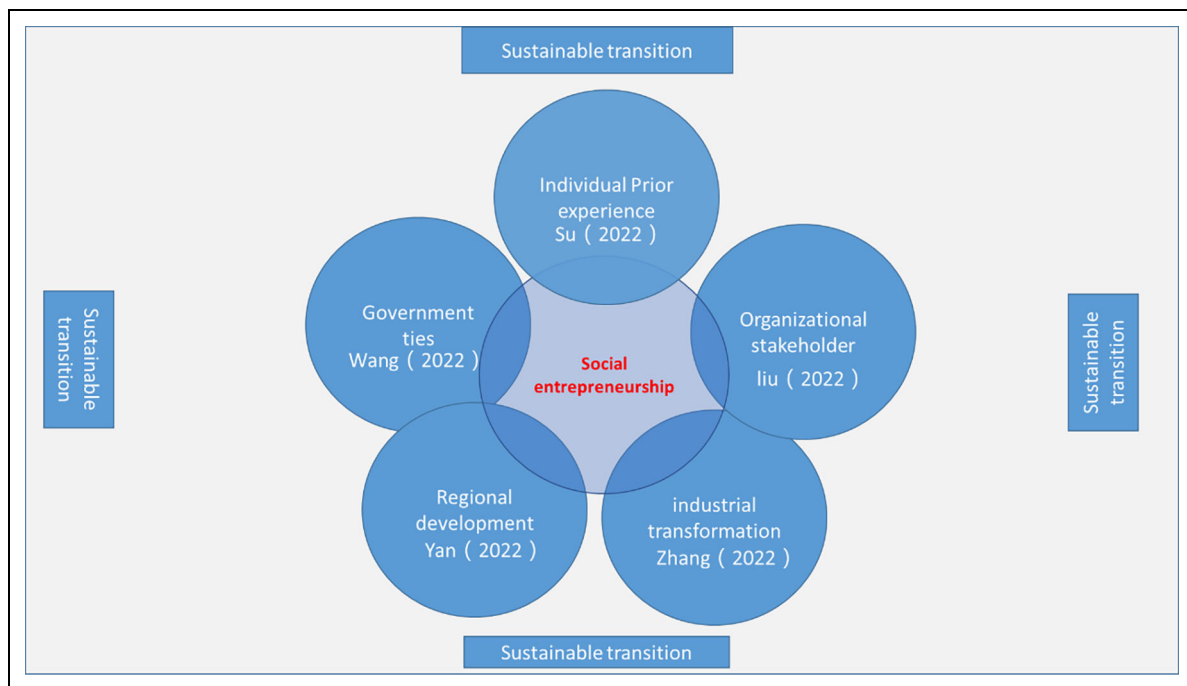 Sustainable transition
Individual Prior
experience
Su ( 2022 )
Government
ties
Wang ( 2022 )
Organizational
stakeholder
liu ( 2022 )
Sustainable
transition
Social
entrepreneurship
Sustainable
transition
Regional
development
Yan ( 2022 )
industrial
transformation
Zhang ( 2022 )
Sustainable transition